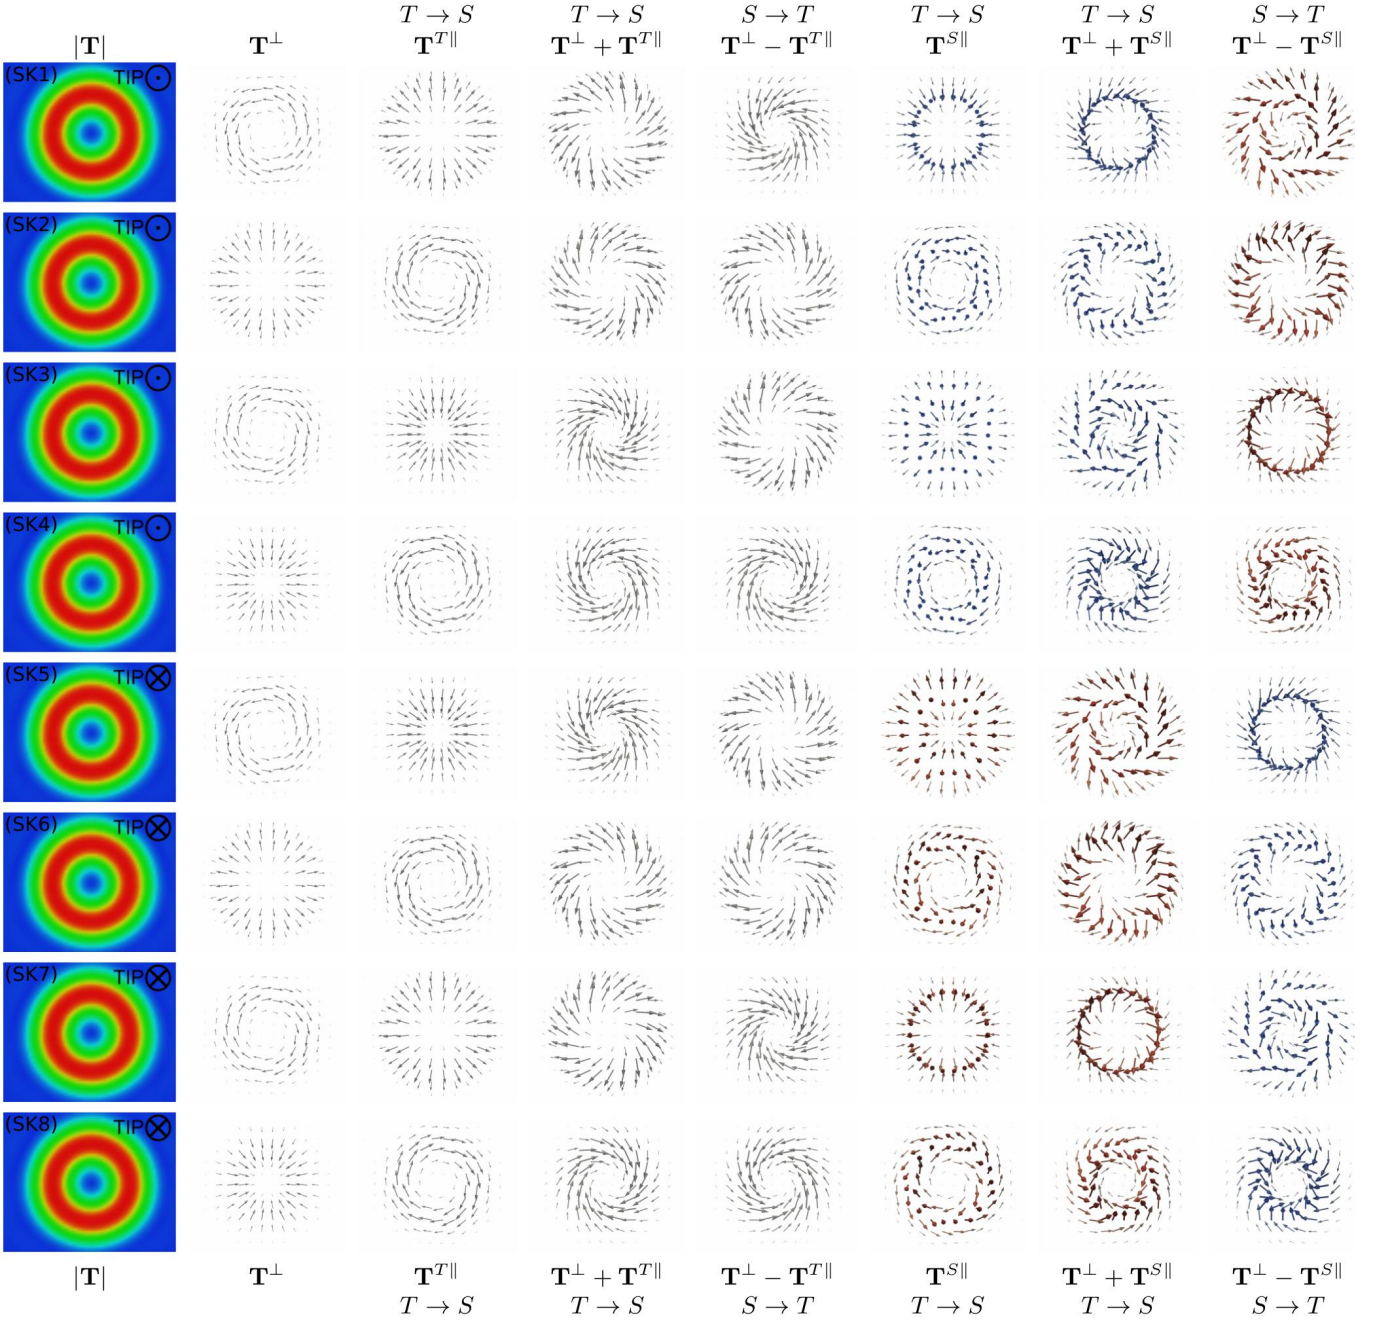 T → S T → S S → T T → S T → S S → T
|T| T⊥ T^{T∥} T⊥ + T^{T∥} T⊥ − T^{T∥} T^{S∥} T⊥ + T^{S∥} T⊥ − T^{S∥}
(SK1) TIP
(SK2) TIP
(SK3) TIP
(SK4) TIP
(SK5) TIP
(SK6) TIP
(SK7) TIP
(SK8) TIP
|T| T⊥ T^{T∥} T⊥ + T^{T∥} T⊥ − T^{T∥} T^{S∥} T⊥ + T^{S∥} T⊥ − T^{S∥}
T → S T → S S → T T → S T → S S → T